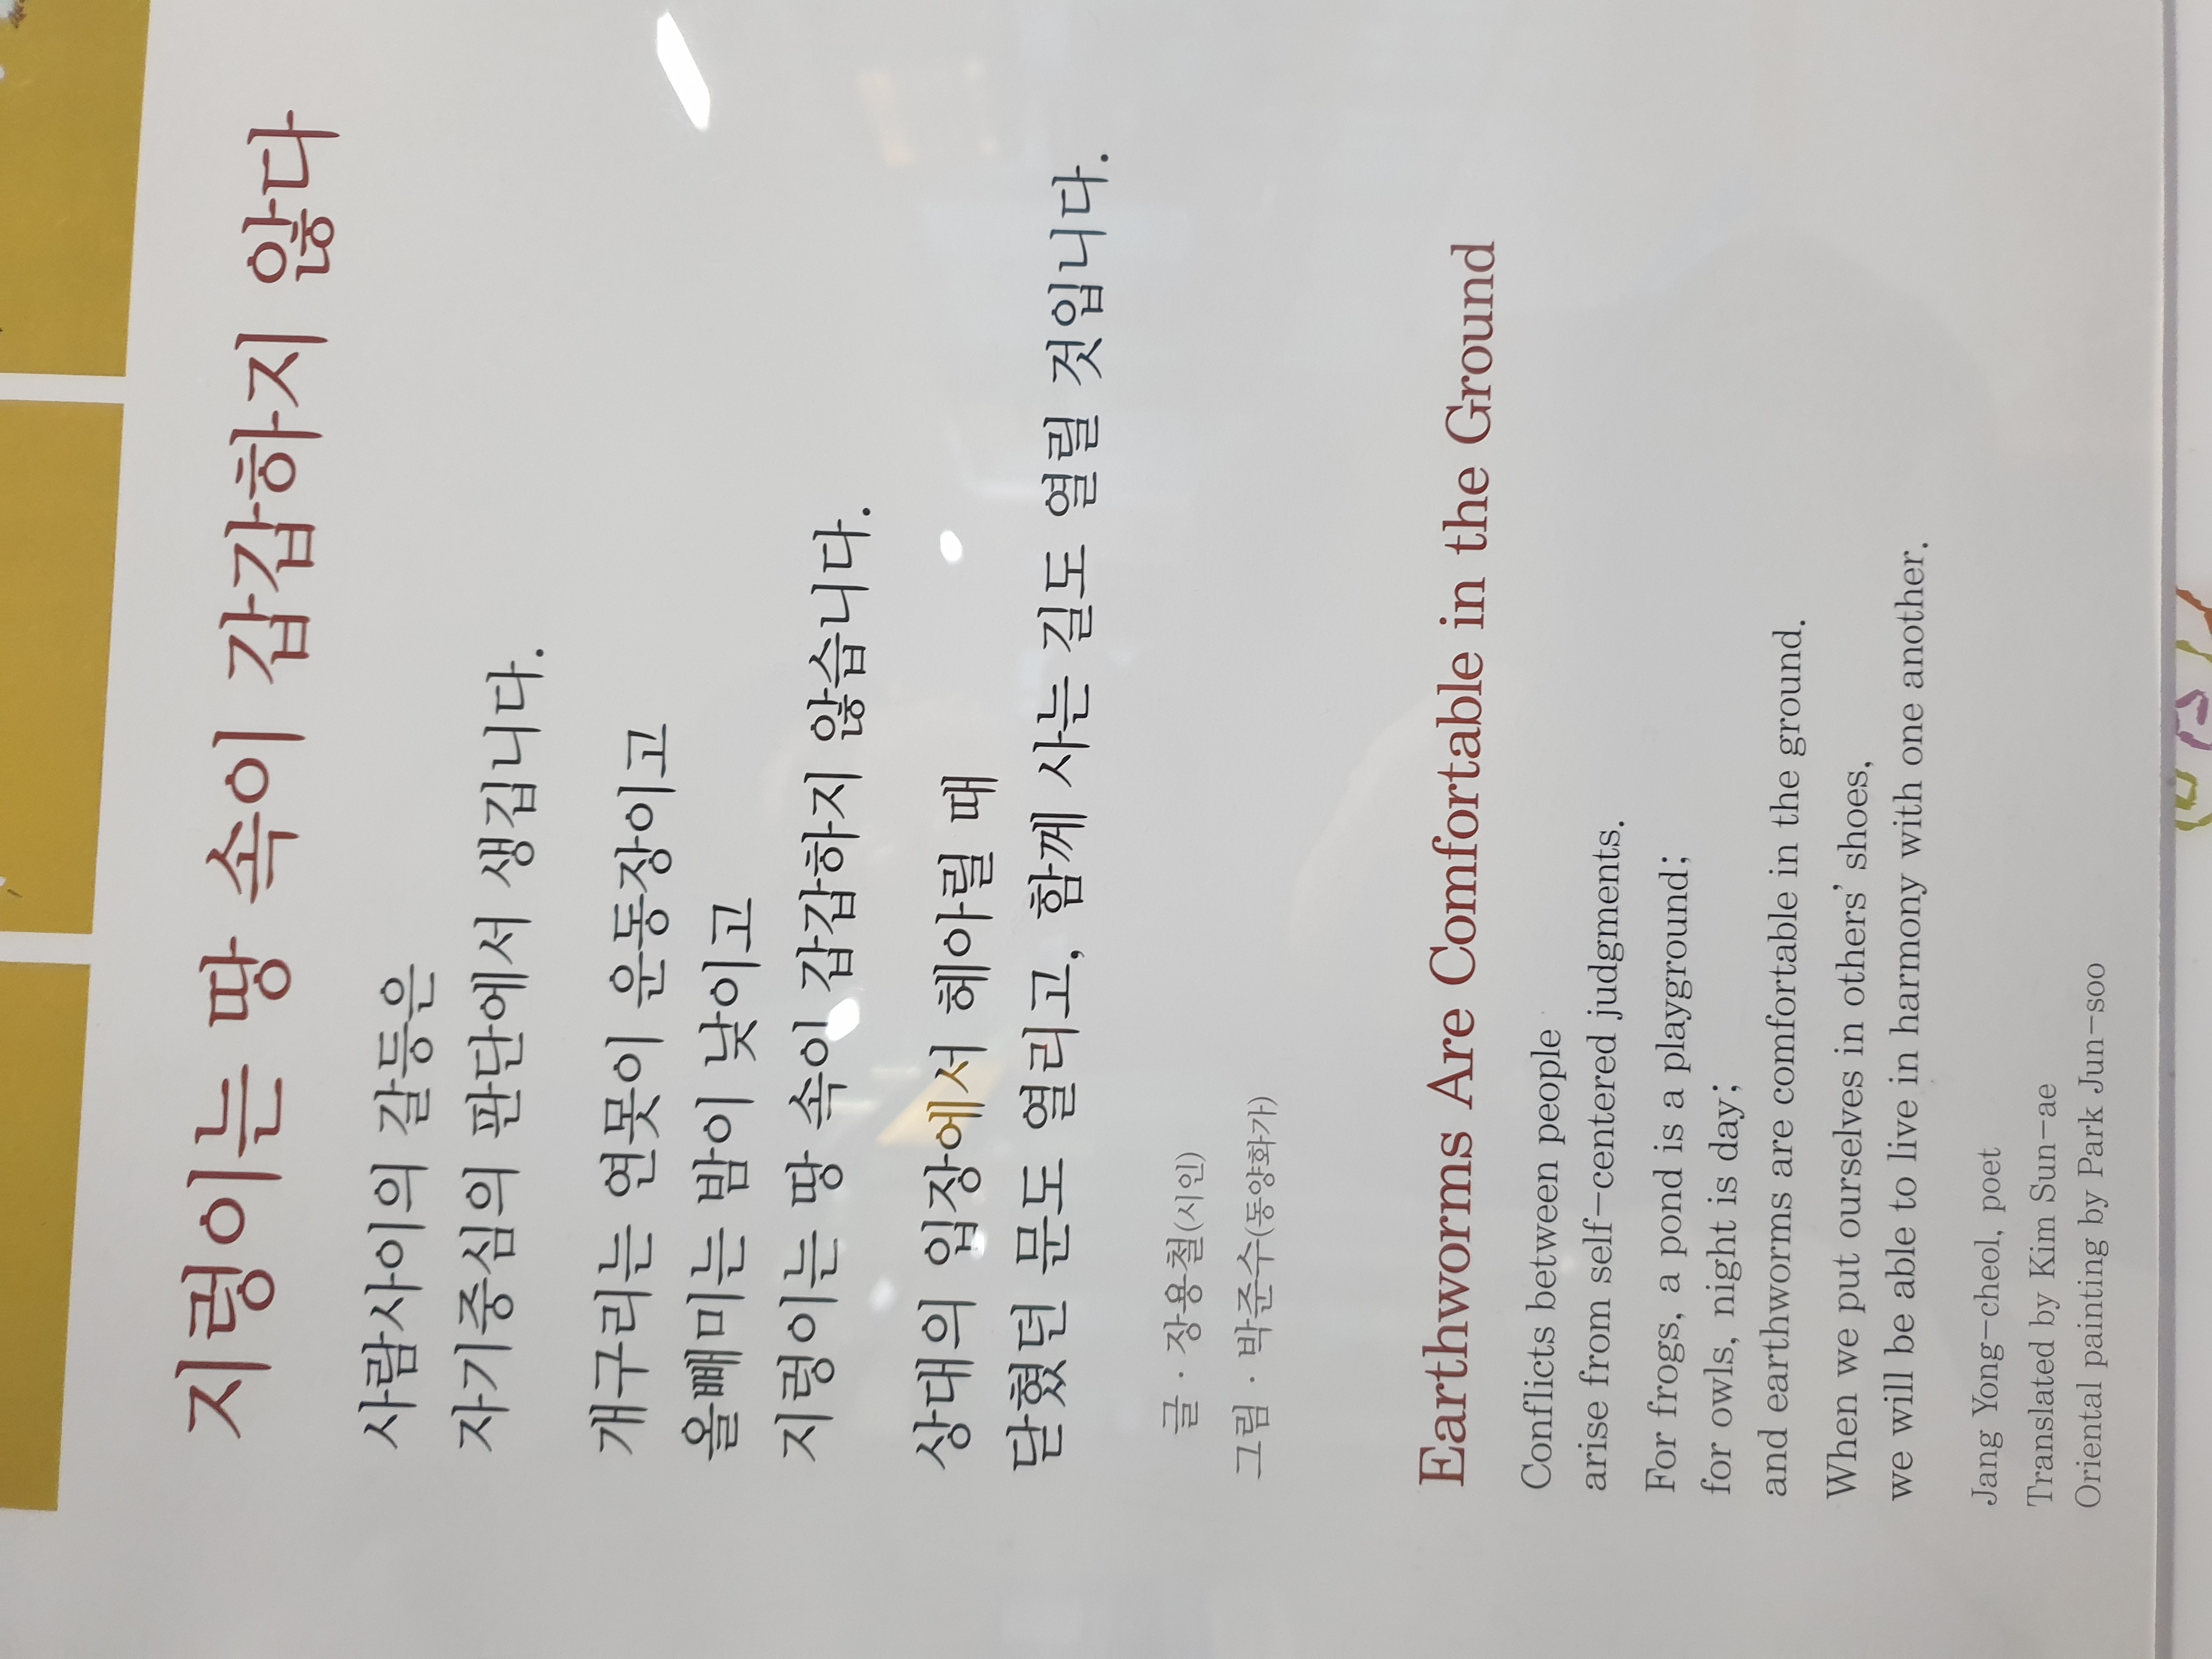 지렁이는 땅 속이 갑갑하지 않다
사람사이의 갈등은
자기중심의 판단에서 생깁니다.
개구리는 연못이 운동장이고
올빼미는 밤이 낮이고
지렁이는 땅 속이 갑갑하지 않습니다.
상대의 입장에서 헤아릴 때
닫혔던 문도 열리고, 함께 사는 길도 열릴 것입니다.
글 · 장용철(시인)
그림 · 박준수(동양화가)
Earthworms Are Comfortable in the Ground
Conflicts between people
arise from self-centered judgments.
For frogs, a pond is a playground;
for owls, night is day;
and earthworms are comfortable in the ground.
When we put ourselves in others' shoes,
we will be able to live in harmony with one another.
Jang Yong-cheol, poet
Translated by Kim Sun-ae
Oriental painting by Park Jun-soo